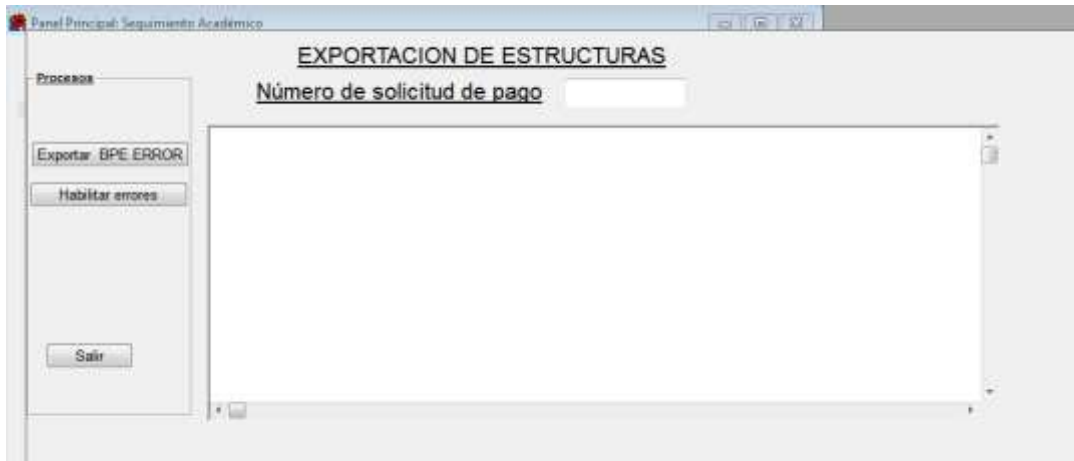 Panel Principal: Seguimiento Académico
EXPORTACION DE ESTRUCTURAS
Procesos
Número de solicitud de pago
Exportar BPE ERROR
Habilitar errores
Salir